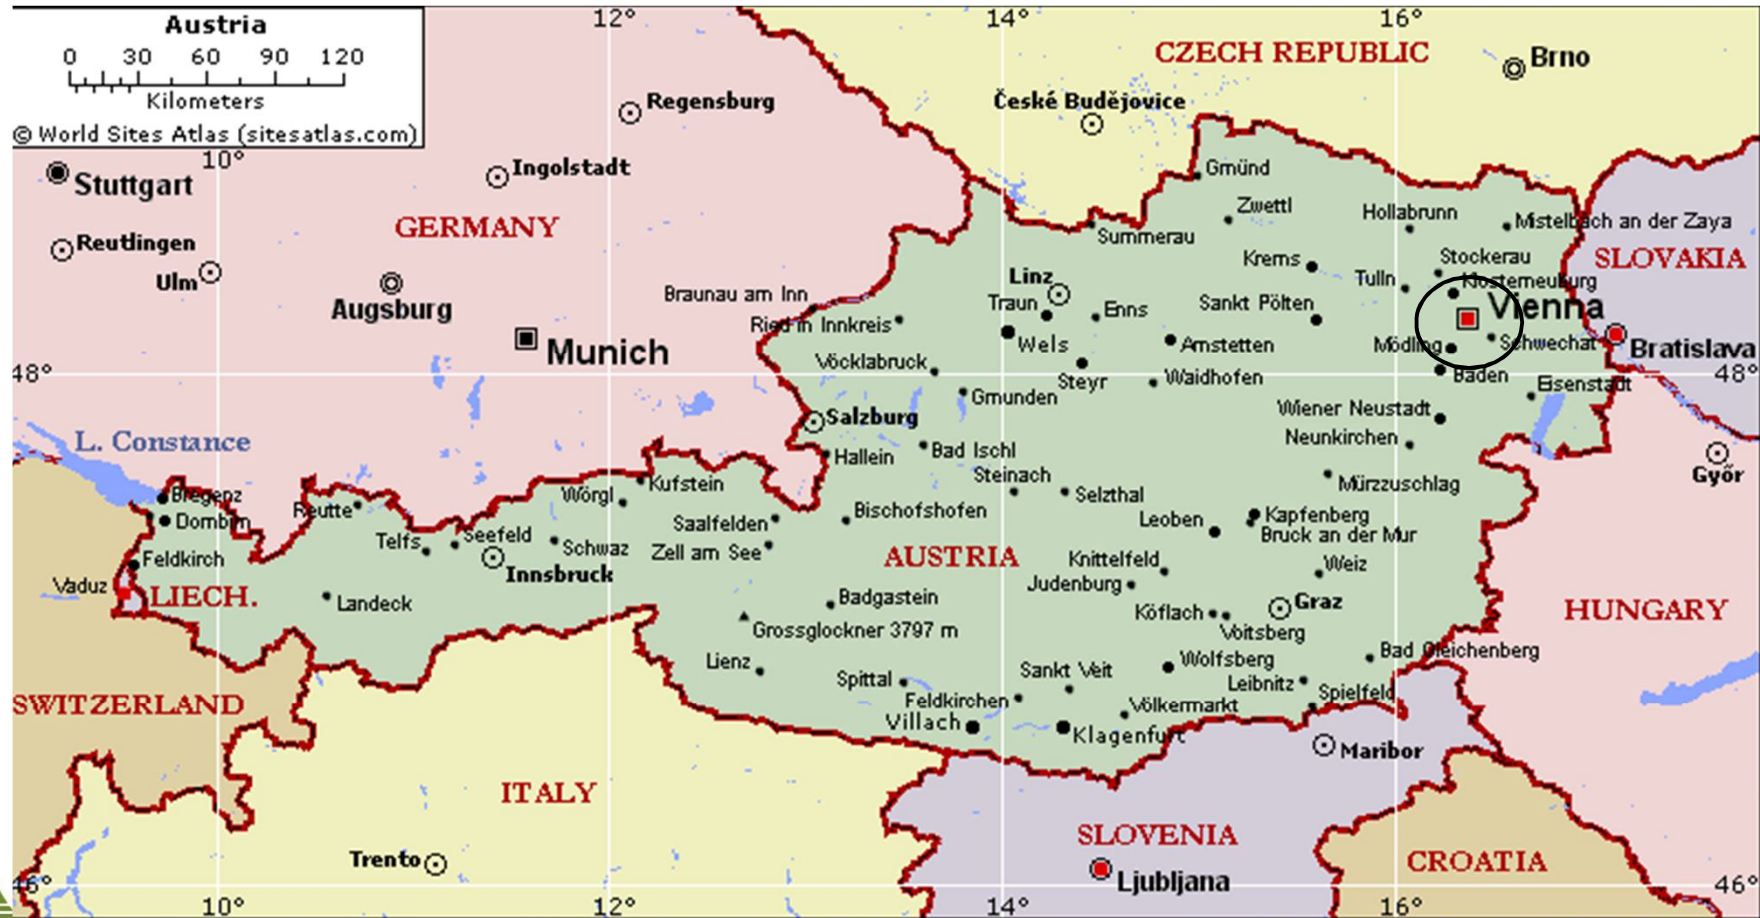 Austria
0 30 60 90 120
Kilometers
© World Sites Atlas (sitesatlas.com)
12°
14°
16°
CZECH REPUBLIC
Brno
Regensburg
České Budějovice
10°
Ingolstadt
Gmünd
Stuttgart
GERMANY
Zwettl
Hollabrunn
Mistelbach an der Zaya
Reutlingen
Summerau
Ulm
Krems
Stockerau
SLOVAKIA
Linz
Tulln
Klosterneuburg
Augsburg
Braunau am Inn
Traun
Enns
Sankt Pölten
Vienna
Ried in Innkreis
Munich
Wels
Amstetten
Mödling
Schwechat
Bratislava
48°
Vöcklabruck
Steyr
Waidhofen
Baden
Eisenstadt
48°
Gmunden
Salzburg
Wiener Neustadt
L. Constance
Hallein
Bad Ischl
Neunkirchen
Győr
Steinach
Selzthal
Mürzzuschlag
Bregenz
Reutte
Wörgl
Kufstein
Dornbirn
Saalfelden
Bischofshofen
Leoben
Kapfenberg
Bruck an der Mur
Telfs
Seefeld
Schwaz
Zell am See
AUSTRIA
Knittelfeld
Weiz
Feldkirch
Innsbruck
Judenburg
Vaduz
LIECH.
Landeck
Badgastein
Köflach
Graz
HUNGARY
Grossglockner 3797 m
Voitsberg
Lienz
Spittal
Sankt Veit
Wolfsberg
Bad Gleichenberg
Leibnitz
Spielfeld
SWITZERLAND
Feldkirchen
Völkermarkt
Villach
Klagenfurt
Maribor
ITALY
SLOVENIA
CROATIA
Trento
Ljubljana
46°
46°
10°
12°
14°
16°